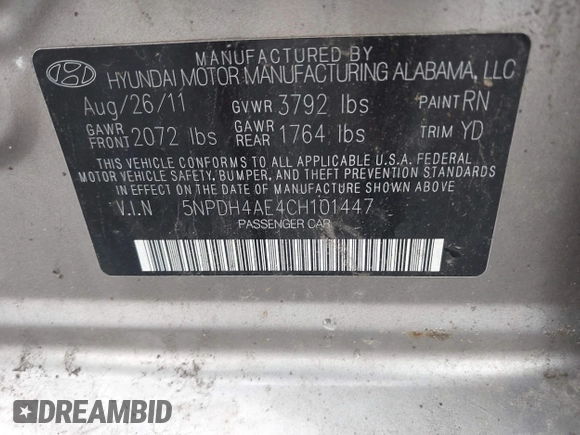 MANUFACTURED BY
HYUNDAI MOTOR MANUFACTURING ALABAMA, LLC
Aug/26/11 GVWR 3792 lbs PAINT RN
GAWR FRONT 2072 lbs GAWR REAR 1764 lbs TRIM YD
THIS VEHICLE CONFORMS TO ALL APPLICABLE U.S.A. FEDERAL
MOTOR VEHICLE SAFETY, BUMPER, AND THEFT PREVENTION STANDARDS
IN EFFECT ON THE DATE OF MANUFACTURE SHOWN ABOVE
V.I.N 5NPDH4AE4CH101447
PASSENGER CAR
DREAMBID